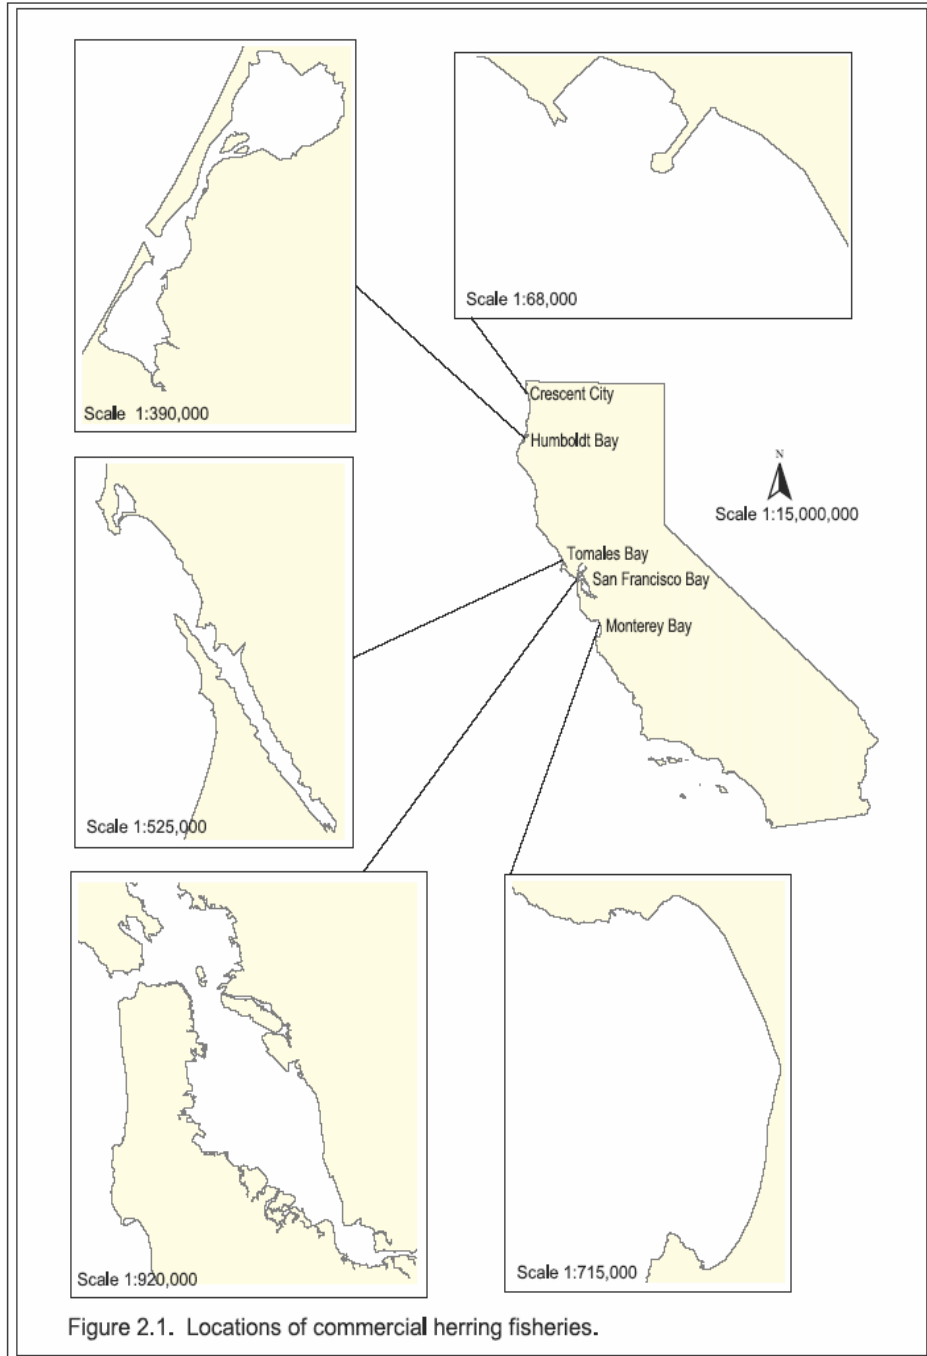 Scale 1:390,000
Scale 1:68,000
Crescent City
Humboldt Bay
N
Scale 1:15,000,000
Tomales Bay
San Francisco Bay
Monterey Bay
Scale 1:525,000
Scale 1:920,000
Scale 1:715,000
Figure 2.1. Locations of commercial herring fisheries.